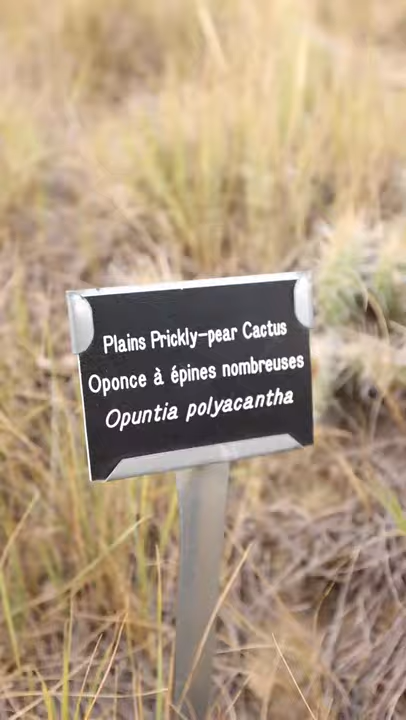 Plains Prickly-pear Cactus
Oponce à épines nombreuses
Opuntia polyacantha